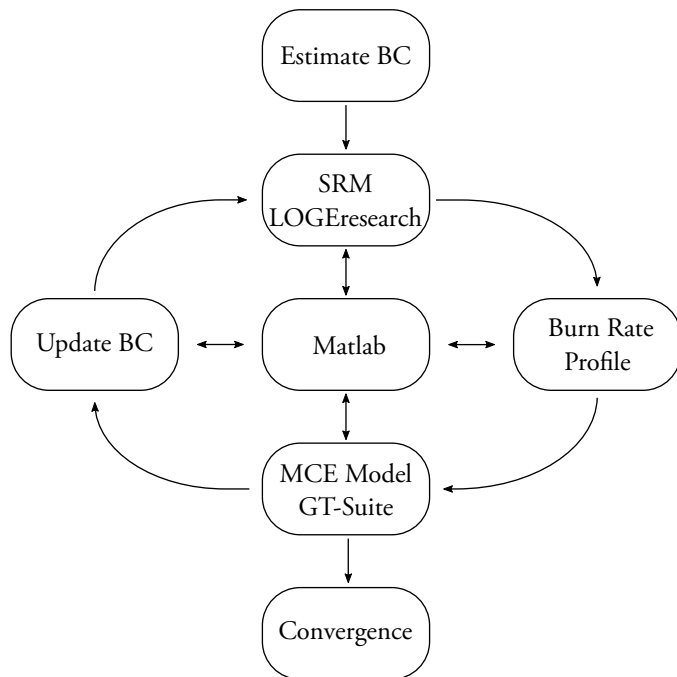 Estimate BC
SRM
LOGEresearch
Update BC
Matlab
Burn Rate
Profile
MCE Model
GT-Suite
Convergence